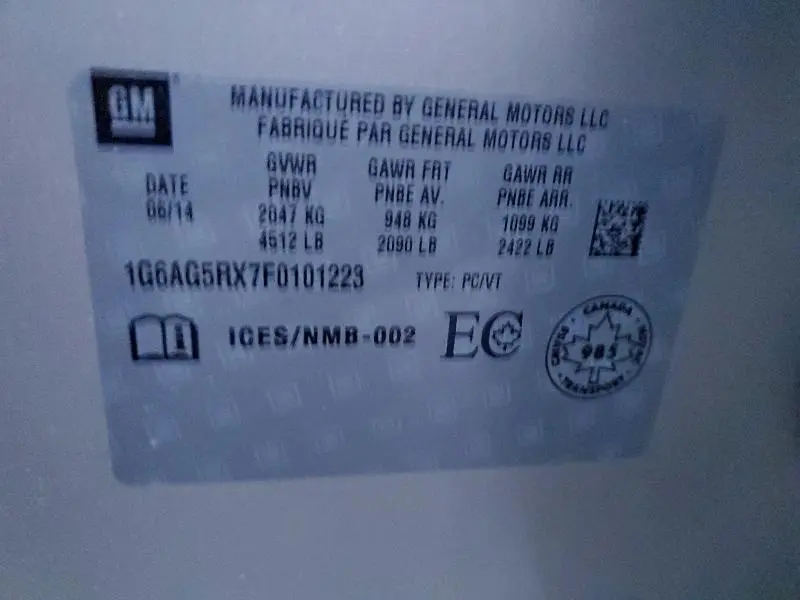 GM
MANUFACTURED BY GENERAL MOTORS LLC
FABRIQUÉ PAR GENERAL MOTORS LLC
DATE
06/14
GVWR
PNBV
2047 KG
4512 LB
GAWR FRT
PNBE AV.
948 KG
2090 LB
GAWR RR
PNBE ARR.
1099 KG
2422 LB
1G6AG5RX7F0101223 TYPE: PC/VT
ICES/NMB-002
EC
CANADA
985
TRANSPORT